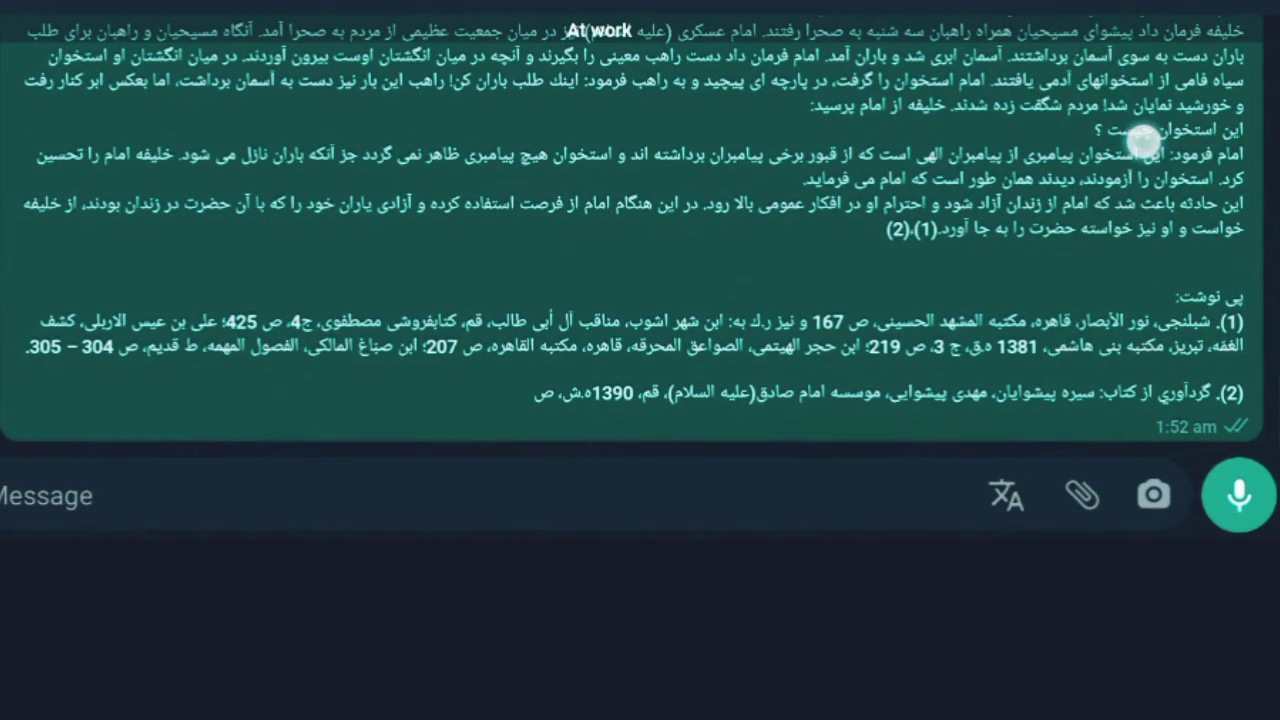 At work
خلیفه فرمان داد پیشوای مسیحیان همراه راهبان سه شنبه به صحرا رفتند. امام عسکری (علیه نیز در میان جمعیت عظیمی از مردم به صحرا آمد. آنگاه مسیحیان و راهبان برای طلب
باران دست به سوی آسمان برداشتند. آسمان ابری شد و باران آمد. امام فرمان داد دست راهب معینی را بگیرند و آنچه در میان انگشتان اوست بیرون آوردند. در میان انگشتان او استخوان
سیاه فامی از استخوانهای آدمی یافتند. امام استخوان را گرفت، در پارچه ای پیچید و به راهب فرمود: اینك طلب باران کن! راهب این بار نیز دست به آسمان برداشت، اما بعکس ابر کنار رفت
و خورشید نمایان شد! مردم شگفت زده شدند. خلیفه از امام پرسید:
این استخوان چیست ؟
امام فرمود: این استخوان پیامبری از پیامبران الهی است که از قبور برخی پیامبران برداشته اند و استخوان هیچ پیامبری ظاهر نمی گردد جز آنکه باران نازل می شود. خلیفه امام را تحسین
کرد. استخوان را آزمودند، دیدند همان طور است که امام می فرماید.
این حادثه باعث شد که امام از زندان آزاد شود و احترام او در افکار عمومی بالا رود. در این هنگام امام از فرصت استفاده کرده و آزادی یاران خود را که با آن حضرت در زندان بودند، از خلیفه
خواست و او نیز خواسته حضرت را به جا آورد.(1)،(2)
پی نوشت:
(1). شبلنجی، نور الأبصار، قاهره، مکتبه المشهد الحسینی، ص 167 و نیز ر.ك به: ابن شهر اشوب، مناقب آل أبی طالب، قم، کتابفروشی مصطفوی، ج4، ص 425؛ علی بن عیس الاربلی، کشف
الغمّه، تبریز، مکتبه بنی هاشمی، 1381 ه.ق، ج 3، ص 219؛ ابن حجر الهیتمی، الصواعق المحرقه، قاهره، مکتبه القاهره، ص 207؛ ابن صبّاغ المالکی، الفصول المهمه، ط قدیم، ص 304 – 305.
(2). گردآوري از کتاب: سیره پیشوایان، مهدی پیشوایی، موسسه امام صادق(علیه السلام)، قم، 1390ه.ش، ص
1:52 am
Message